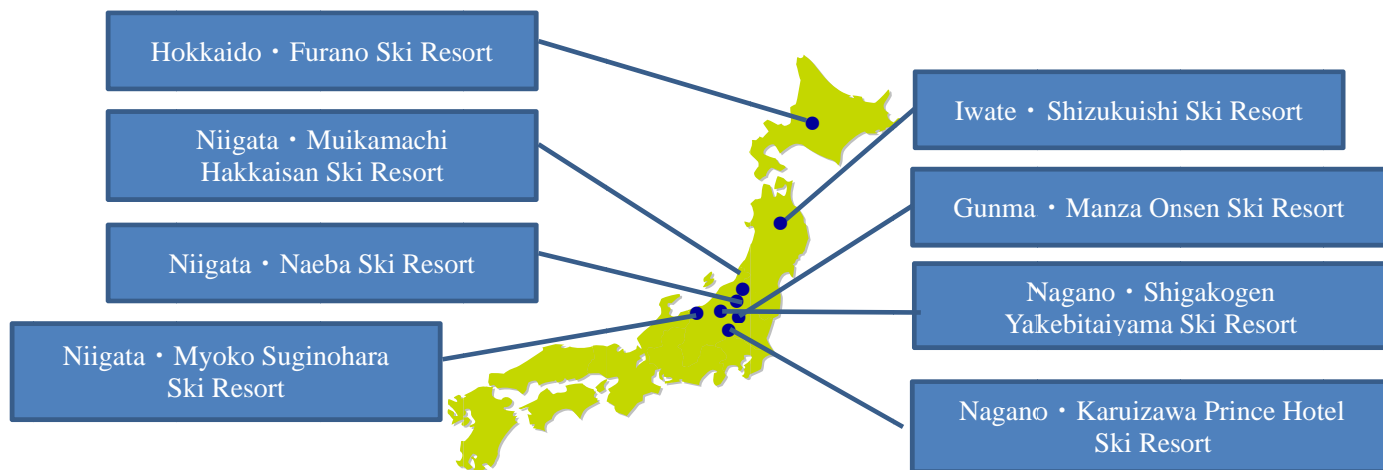 Hokkaido・Furano Ski Resort
Niigata・Muikamachi
Hakkaisan Ski Resort
Niigata・Naeba Ski Resort
Niigata・Myoko Suginohara
Ski Resort
Iwate・Shizukuishi Ski Resort
Gunma・Manza Onsen Ski Resort
Nagano・Shigakogen
Yakebitaiyama Ski Resort
Nagano・Karuizawa Prince Hotel
Ski Resort